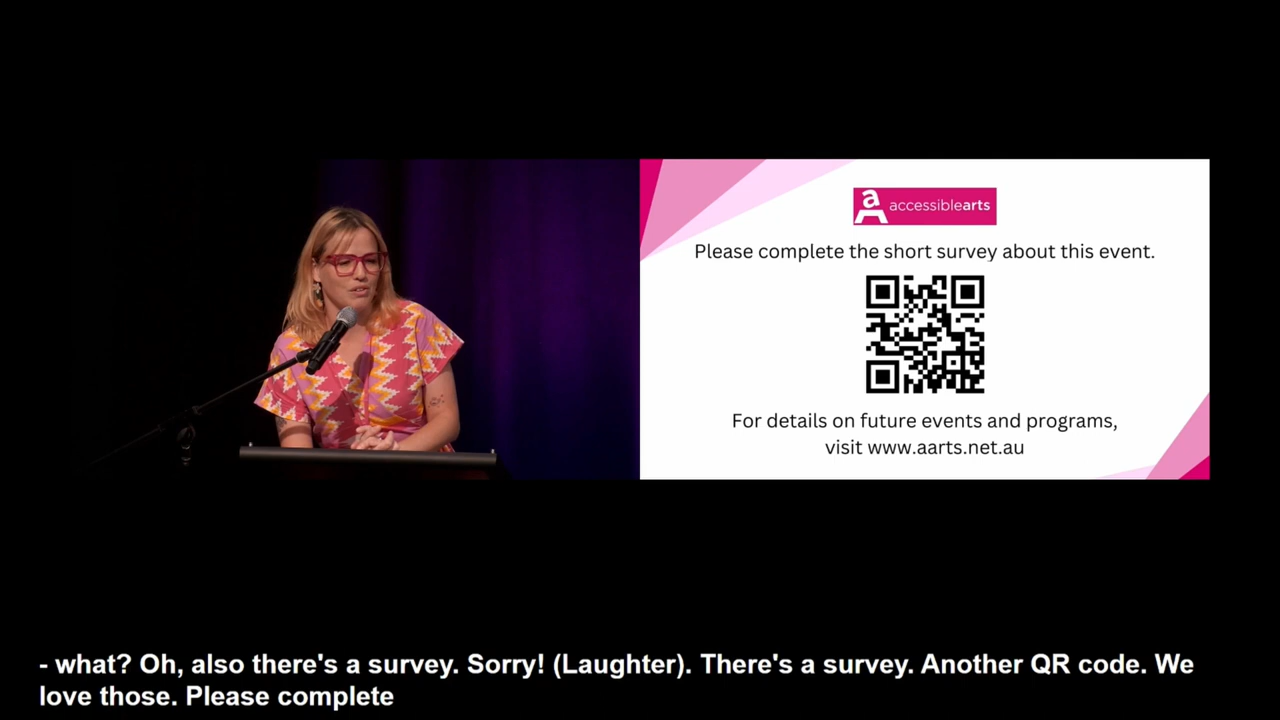 a accessiblearts
Please complete the short survey about this event.
For details on future events and programs,
visit www.aarts.net.au
- what? Oh, also there's a survey. Sorry! (Laughter). There's a survey. Another QR code. We
love those. Please complete